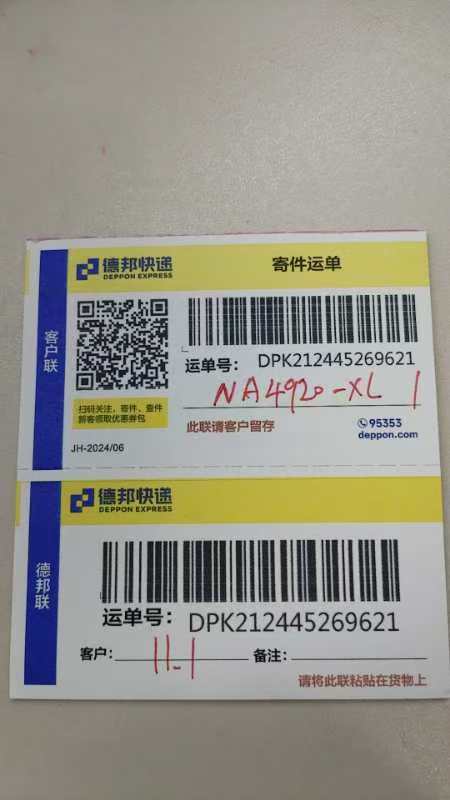 德邦快递
DEPPON EXPRESS
寄件运单
客户联
运单号： DPK212445269621
NA4920-XL 1
扫码关注，寄件、查件
新客领取优惠券包
此联请客户留存
95353
deppon.com
JH-2024/06
德邦快递
DEPPON EXPRESS
德邦联
运单号： DPK212445269621
客户： 11.1 备注：
请将此联粘贴在货物上